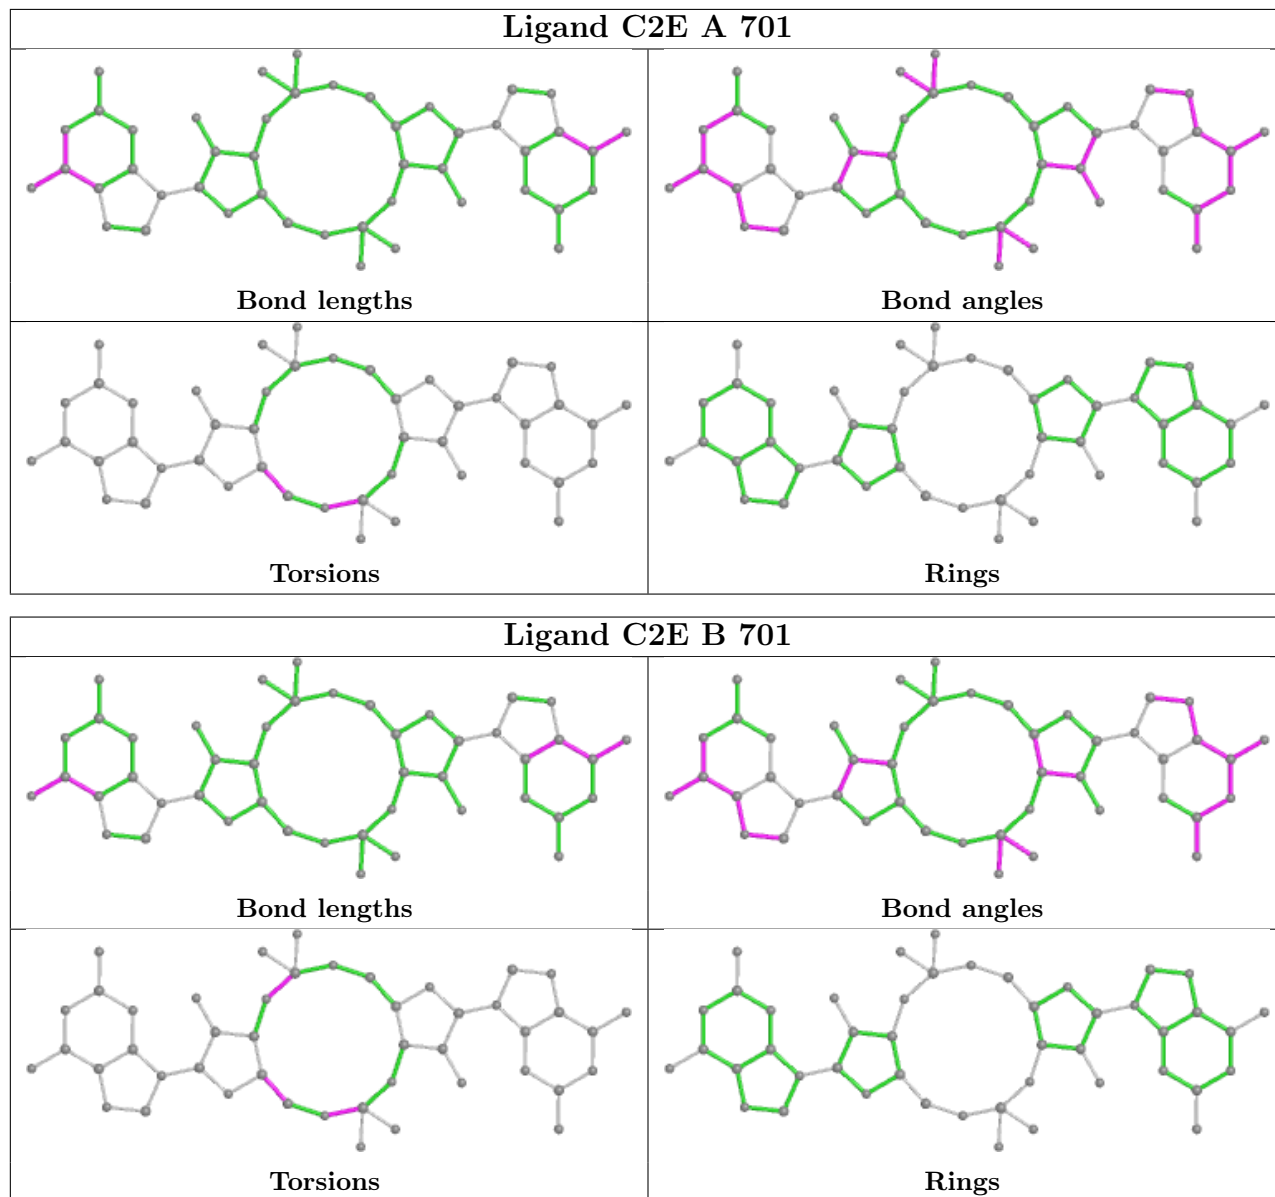 Ligand C2E A 701
Bond lengths
Bond angles
Torsions
Rings
Ligand C2E B 701
Bond lengths
Bond angles
Torsions
Rings